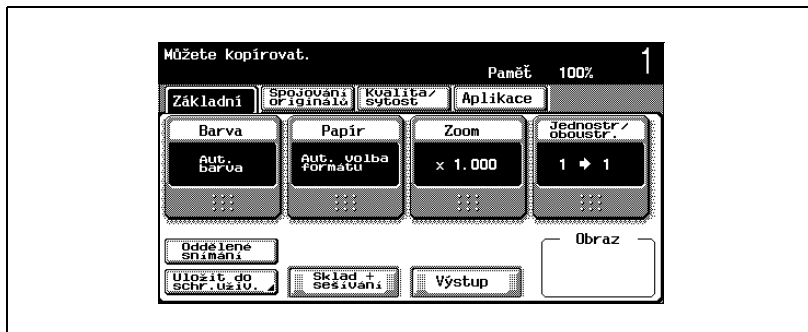 Můžete kopírovat.
Paměť 100% 1
Základní
Spojování
originálů
Kvalita/
sytost
Aplikace
Barva
Aut.
barva
Papír
Aut. volba
formátu
Zoom
x 1.000
Jednostr/
oboustr.
1 → 1
Oddělené
snímání
Uložit do
schr.uživ.
Sklad +
sešívání
Výstup
Obraz